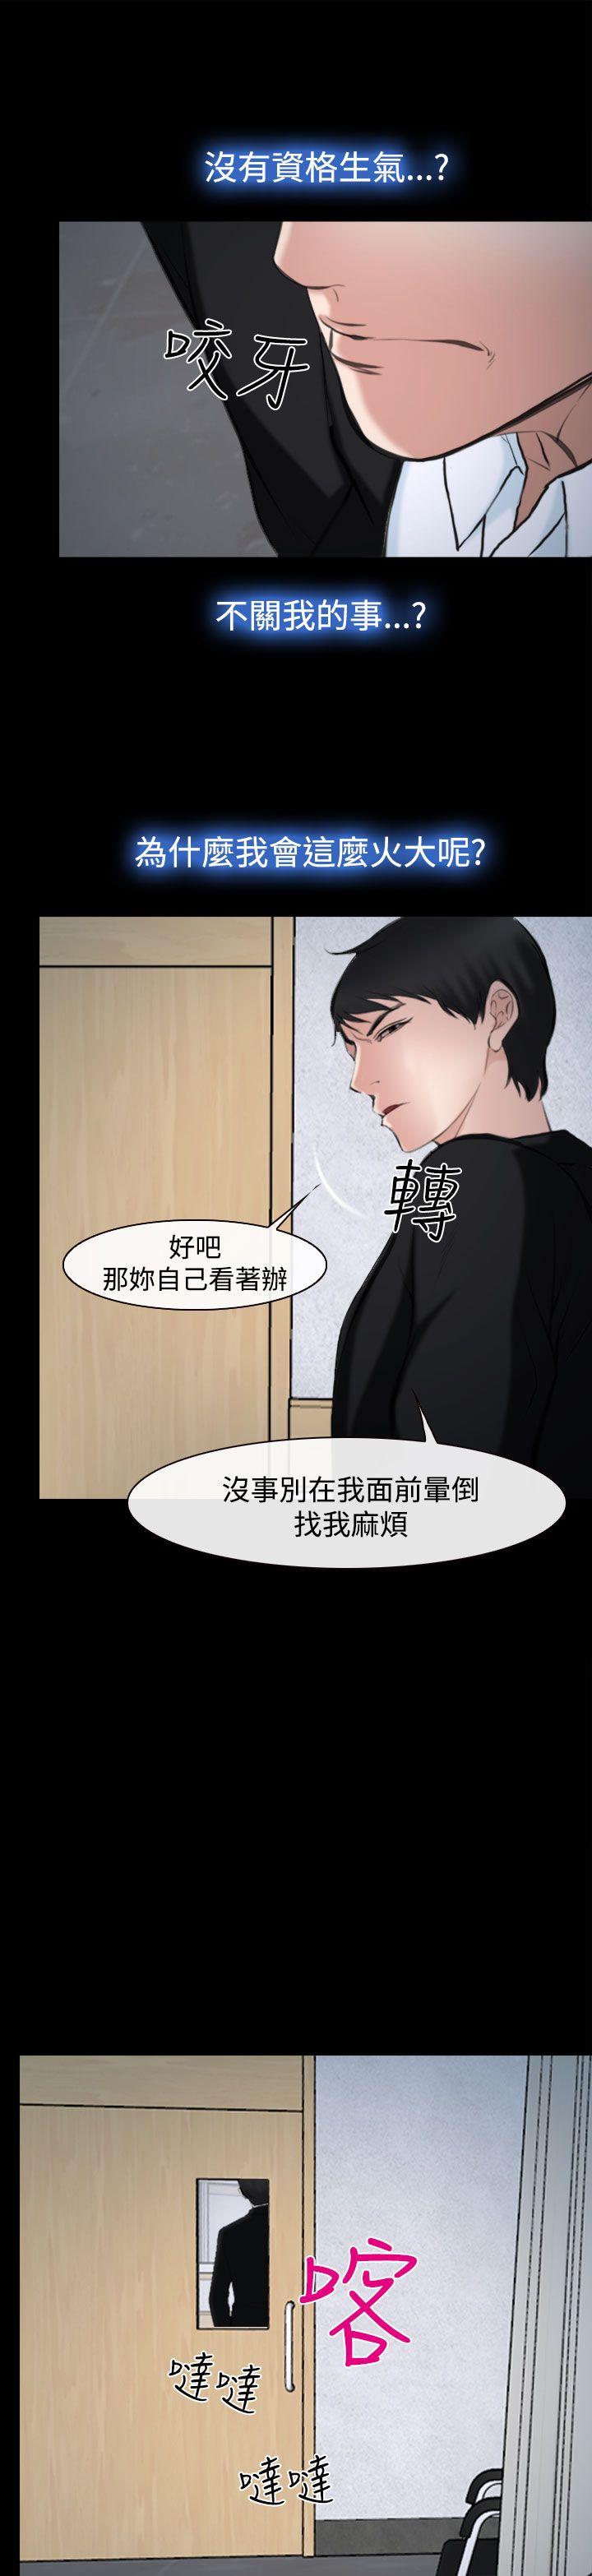 沒有資格生氣...?
咬牙
不關我的事...?
為什麼我會這麼火大呢?
轉
好吧
那妳自己看著辦
沒事別在我面前暈倒
找我麻煩
喀
噠噠
噠噠